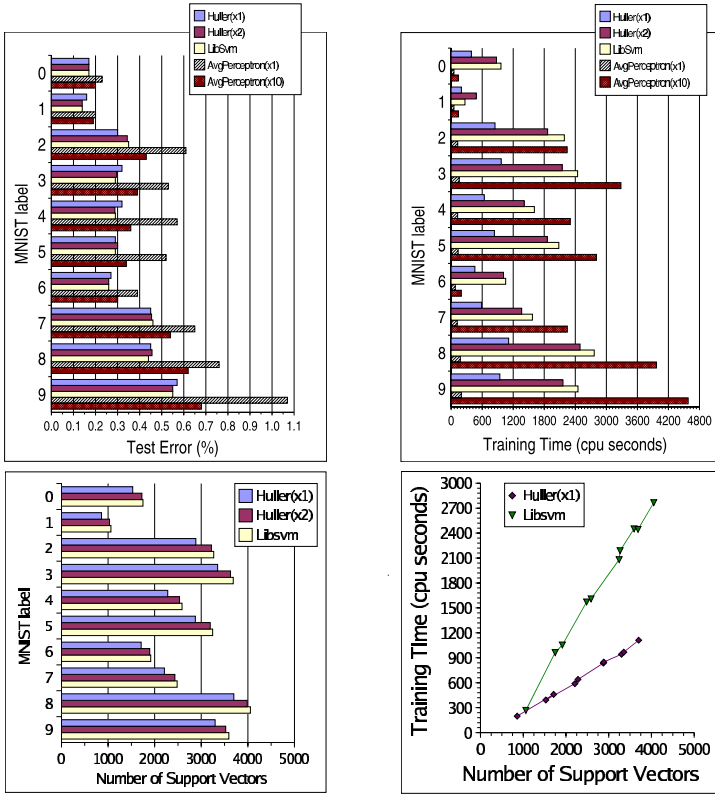 Huller(x1)
Huller(x2)
LibSvm
AvgPerceptron(x1)
AvgPerceptron(x10)
MNIST label
0
1
2
3
4
5
6
7
8
9
0.0 0.1 0.2 0.3 0.4 0.5 0.6 0.7 0.8 0.9 1.0 1.1
Test Error (%)
Huller(x1)
Huller(x2)
LibSvm
AvgPerceptron(x1)
AvgPerceptron(x10)
MNIST label
0
1
2
3
4
5
6
7
8
9
0 600 1200 1800 2400 3000 3600 4200 4800
Training Time (cpu seconds)
Huller(x1)
Huller(x2)
Libsvm
MNIST label
0
1
2
3
4
5
6
7
8
9
0 1000 2000 3000 4000 5000
Number of Support Vectors
Huller(x1)
Libsvm
Training Time (cpu seconds)
3000
2700
2400
2100
1800
1500
1200
900
600
300
0
0 1000 2000 3000 4000 5000
Number of Support Vectors